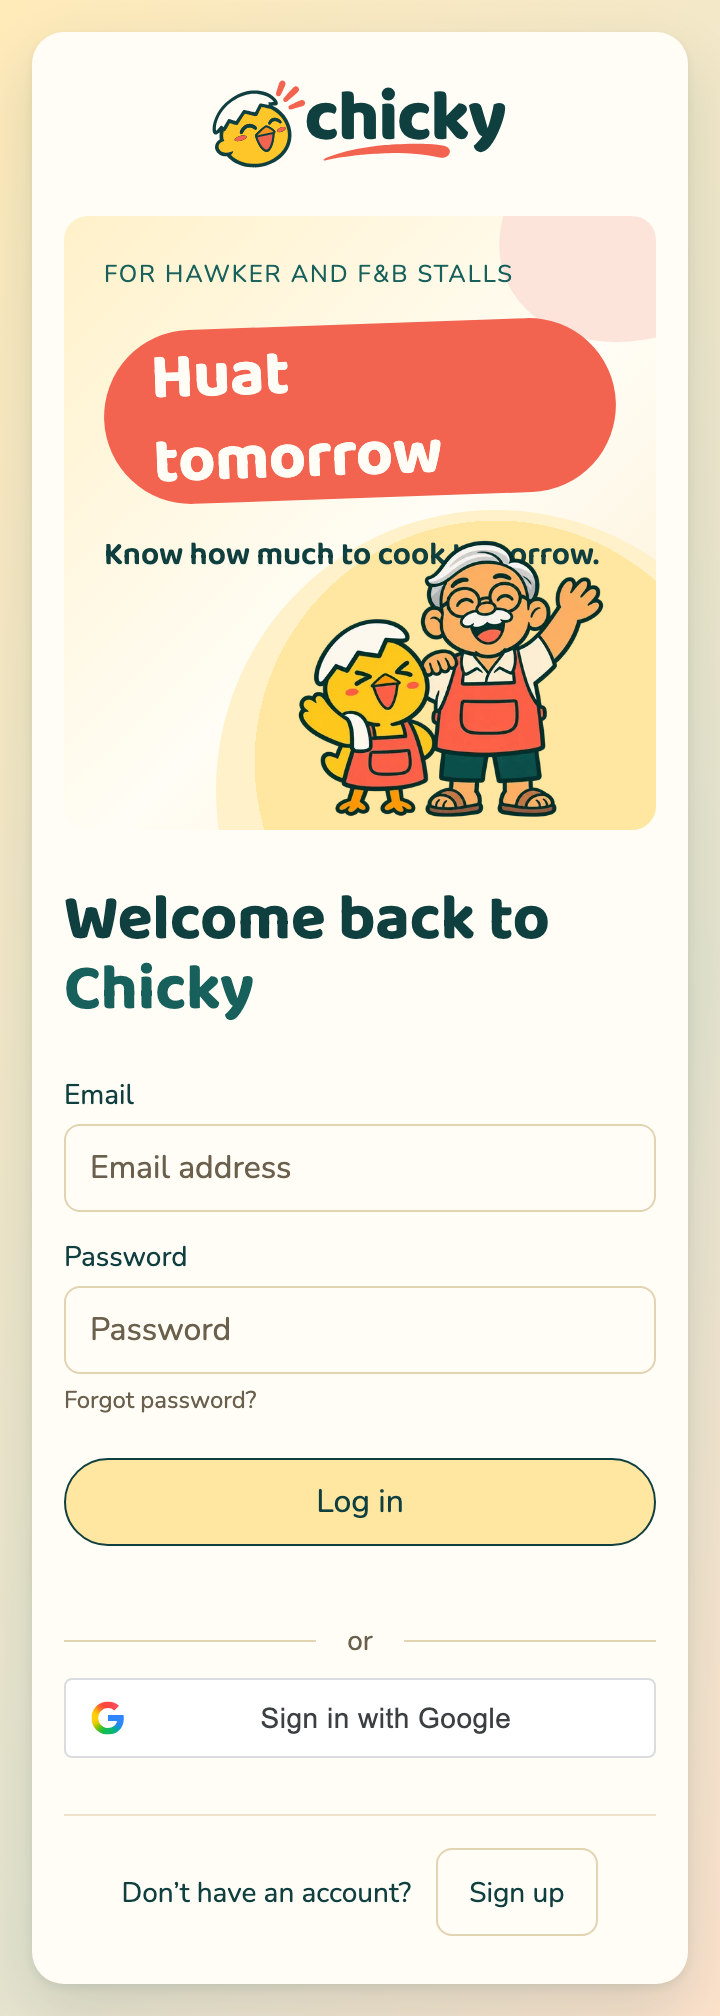 chicky
FOR HAWKER AND F&B STALLS
Huat
tomorrow
Know how much to cook tomorrow.
Welcome back to
Chicky
Email
Email address
Password
Password
Forgot password?
Log in
or
Sign in with Google
Don’t have an account?
Sign up